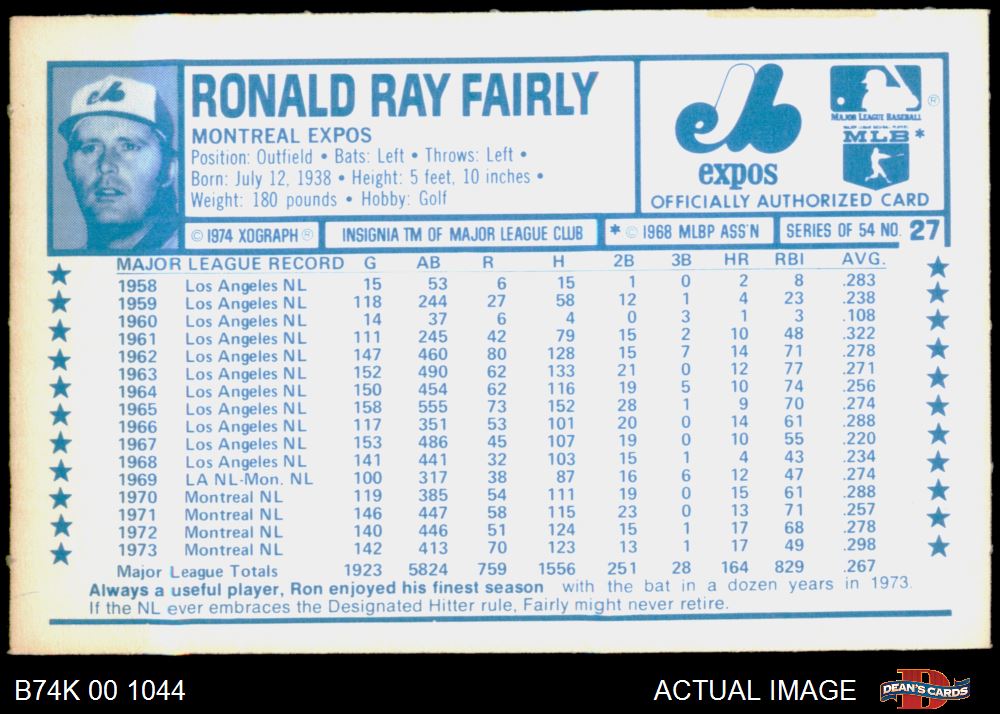 RONALD RAY FAIRLY
MONTREAL EXPOS
Position: Outfield • Bats: Left • Throws: Left •
Born: July 12, 1938 • Height: 5 feet, 10 inches •
Weight: 180 pounds • Hobby: Golf
expos
MAJOR LEAGUE BASEBALL ®
MAJOR LEAGUE BASEBALL PLAYERS
MLB *
OFFICIALLY AUTHORIZED CARD
© 1974 XOGRAPH ® INSIGNIA TM OF MAJOR LEAGUE CLUB * © 1968 MLBP ASS'N SERIES OF 54 NO. 27
MAJOR LEAGUE RECORD G AB R H 2B 3B HR RBI AVG.
1958 Los Angeles NL 15 53 6 15 1 0 2 8 .283
1959 Los Angeles NL 118 244 27 58 12 1 4 23 .238
1960 Los Angeles NL 14 37 6 4 0 3 1 3 .108
1961 Los Angeles NL 111 245 42 79 15 2 10 48 .322
1962 Los Angeles NL 147 460 80 128 15 7 14 71 .278
1963 Los Angeles NL 152 490 62 133 21 0 12 77 .271
1964 Los Angeles NL 150 454 62 116 19 5 10 74 .256
1965 Los Angeles NL 158 555 73 152 28 1 9 70 .274
1966 Los Angeles NL 117 351 53 101 20 0 14 61 .288
1967 Los Angeles NL 153 486 45 107 19 0 10 55 .220
1968 Los Angeles NL 141 441 32 103 15 1 4 43 .234
1969 LA NL-Mon. NL 100 317 38 87 16 6 12 47 .274
1970 Montreal NL 119 385 54 111 19 0 15 61 .288
1971 Montreal NL 146 447 58 115 23 0 13 71 .257
1972 Montreal NL 140 446 51 124 15 1 17 68 .278
1973 Montreal NL 142 413 70 123 13 1 17 49 .298
Major League Totals 1923 5824 759 1556 251 28 164 829 .267
Always a useful player, Ron enjoyed his finest season with the bat in a dozen years in 1973.
If the NL ever embraces the Designated Hitter rule, Fairly might never retire.
B74K 00 1044
ACTUAL IMAGE
DEAN'S CARDS